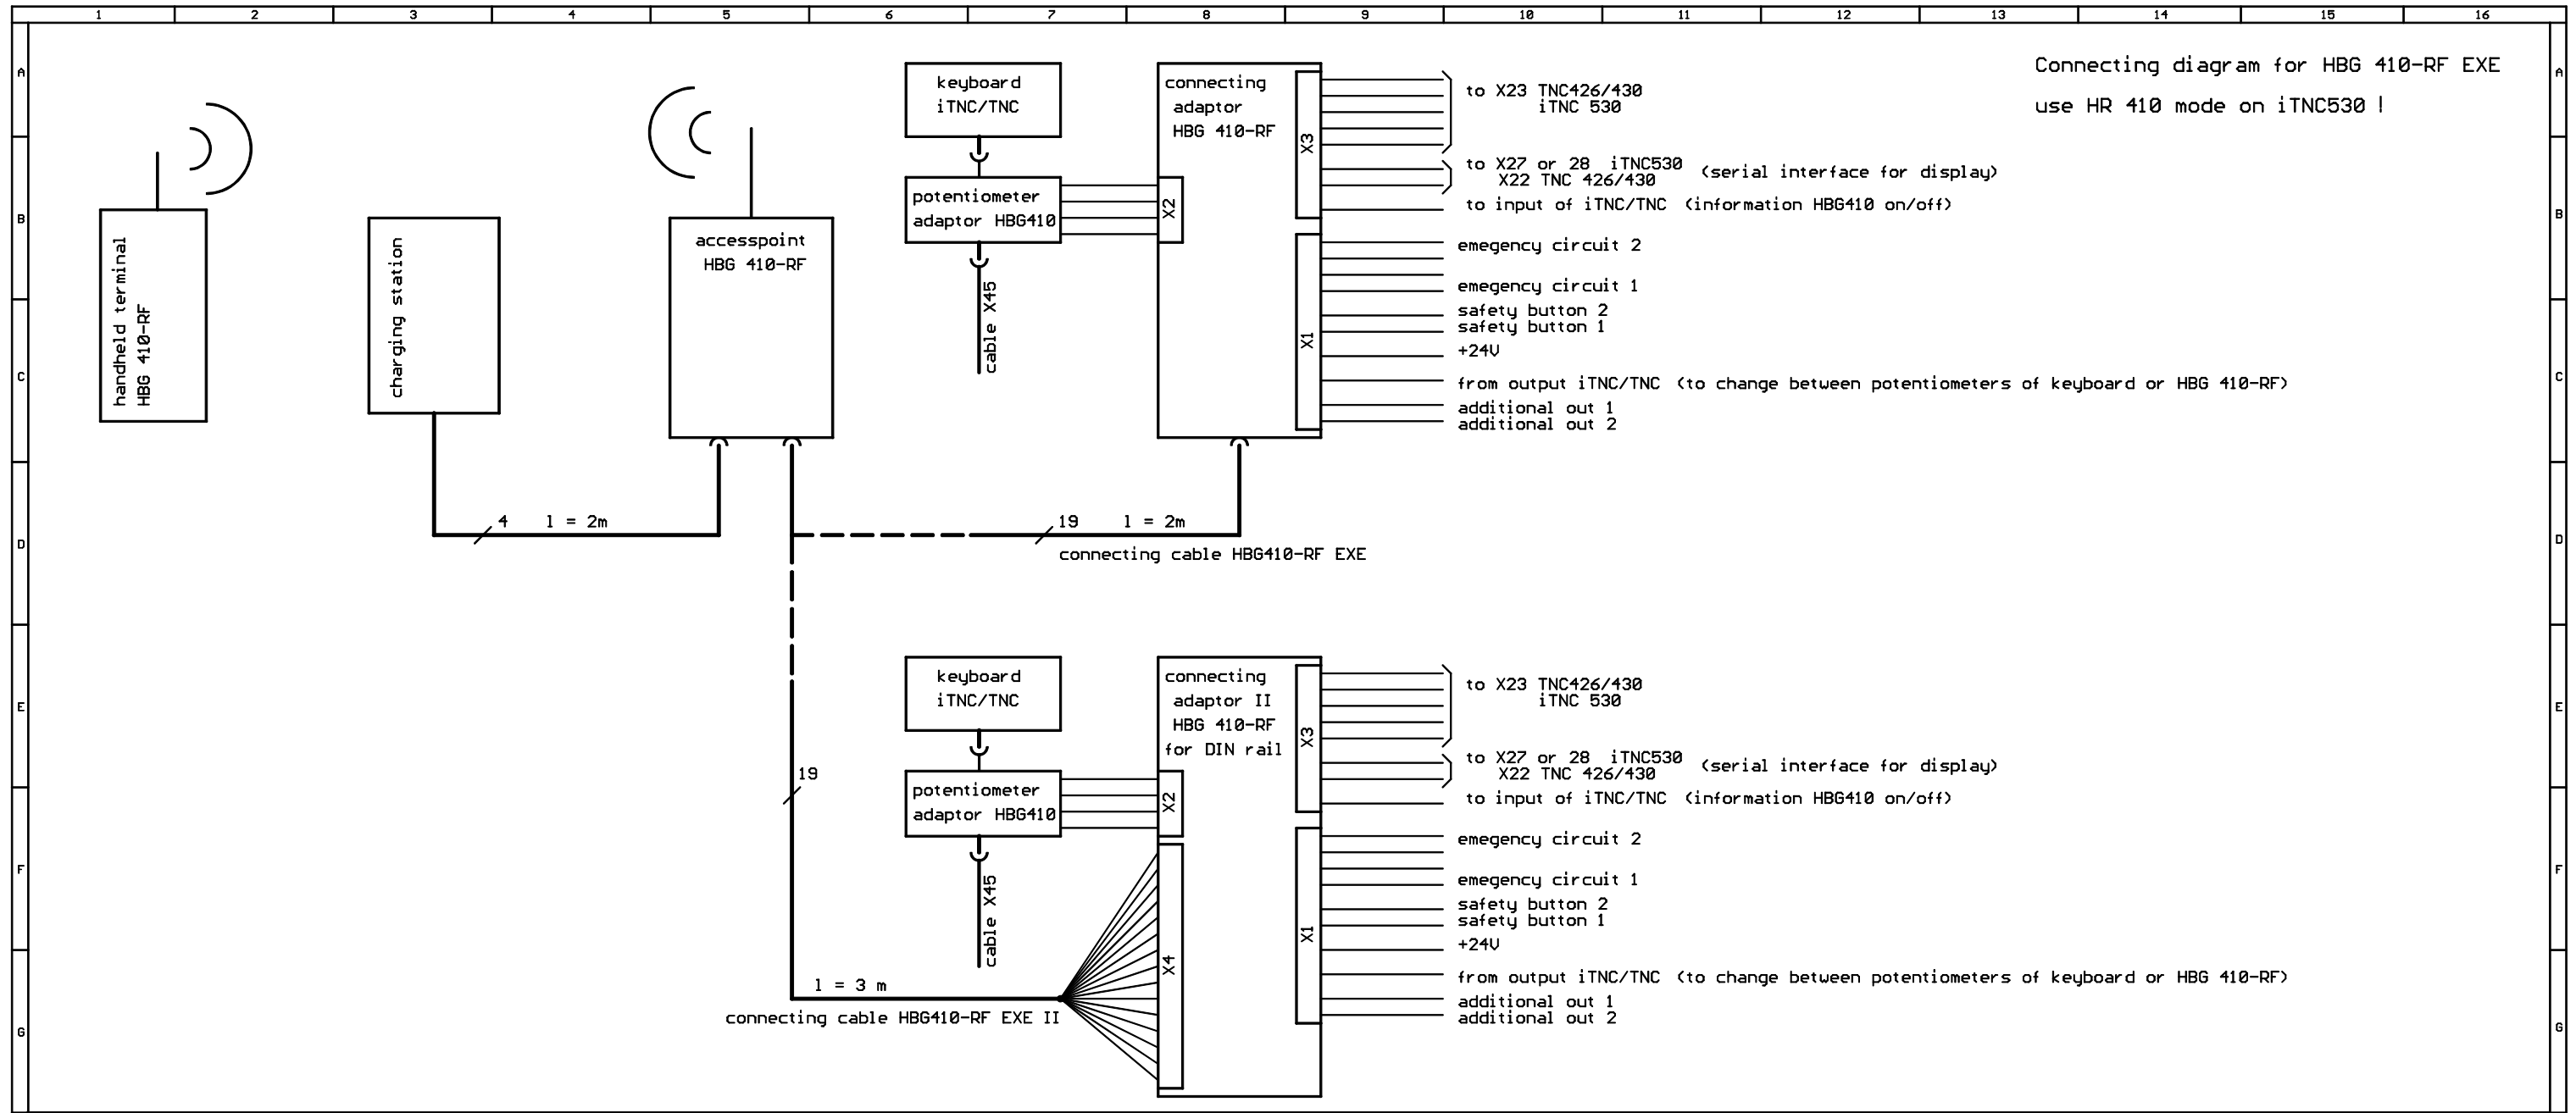 1 2 3 4 5 6 7 8 9 10 11 12 13 14 15 16
A
B
C
D
E
F
G
A
B
C
D
E
F
G
Connecting diagram for HBG 410-RF EXE
use HR 410 mode on iTNC530 !
handheld terminal
HBG 410-RF
charging station
accesspoint
HBG 410-RF
4 l = 2m
19 l = 2m
connecting cable HBG410-RF EXE
keyboard
iTNC/TNC
potentiometer
adaptor HBG410
cable X45
connecting
adaptor
HBG 410-RF
X2
X3
X1
to X23 TNC426/430
iTNC 530
to X27 or 28 iTNC530
X22 TNC 426/430
(serial interface for display)
to input of iTNC/TNC (information HBG410 on/off)
emegency circuit 2
emegency circuit 1
safety button 2
safety button 1
+24V
from output iTNC/TNC (to change between potentiometers of keyboard or HBG 410-RF)
additional out 1
additional out 2
19
l = 3 m
connecting cable HBG410-RF EXE II
keyboard
iTNC/TNC
potentiometer
adaptor HBG410
cable X45
connecting
adaptor II
HBG 410-RF
for DIN rail
X2
X4
X3
X1
to X23 TNC426/430
iTNC 530
to X27 or 28 iTNC530
X22 TNC 426/430
(serial interface for display)
to input of iTNC/TNC (information HBG410 on/off)
emegency circuit 2
emegency circuit 1
safety button 2
safety button 1
+24V
from output iTNC/TNC (to change between potentiometers of keyboard or HBG 410-RF)
additional out 1
additional out 2